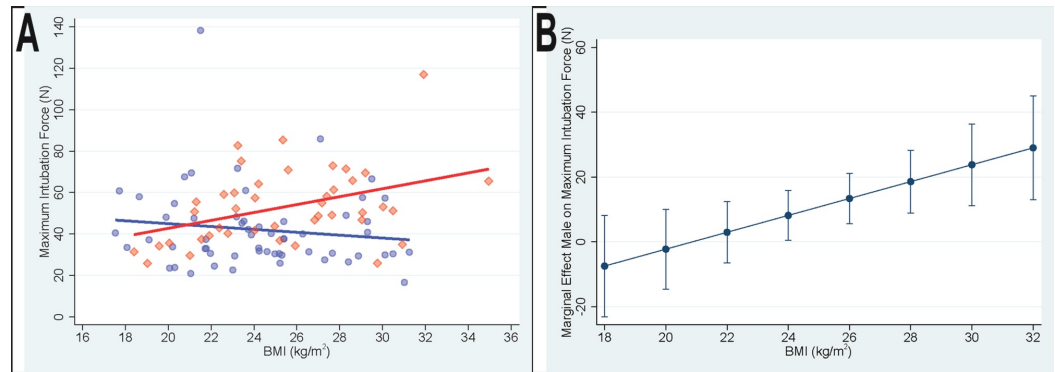 A
Maximum Intubation Force (N)
140
120
100
80
60
40
20
0
16 18 20 22 24 26 28 30 32 34 36
BMI (kg/m²)
B
Marginal Effect Male on Maximum Intubation Force (N)
60
40
20
0
-20
18 20 22 24 26 28 30 32
BMI (kg/m²)